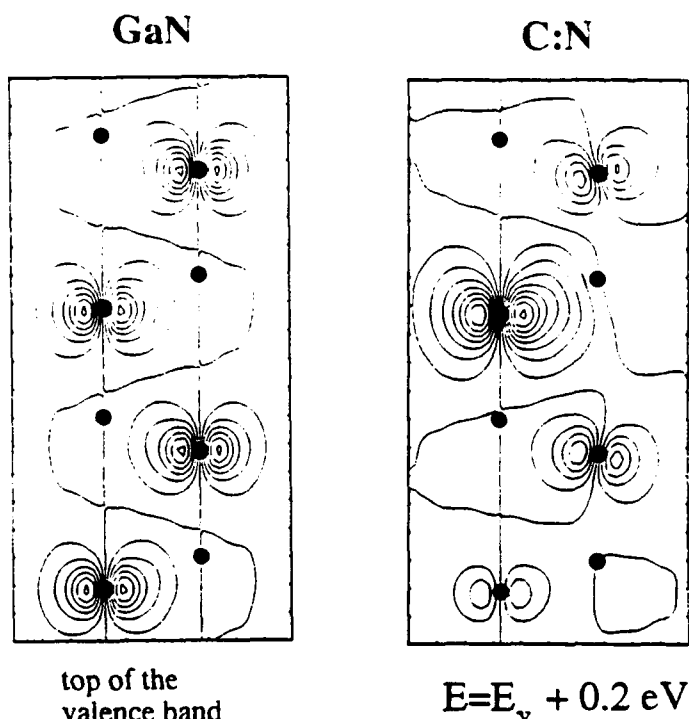 GaN
C:N
top of the
valence band
E=E_v + 0.2 eV